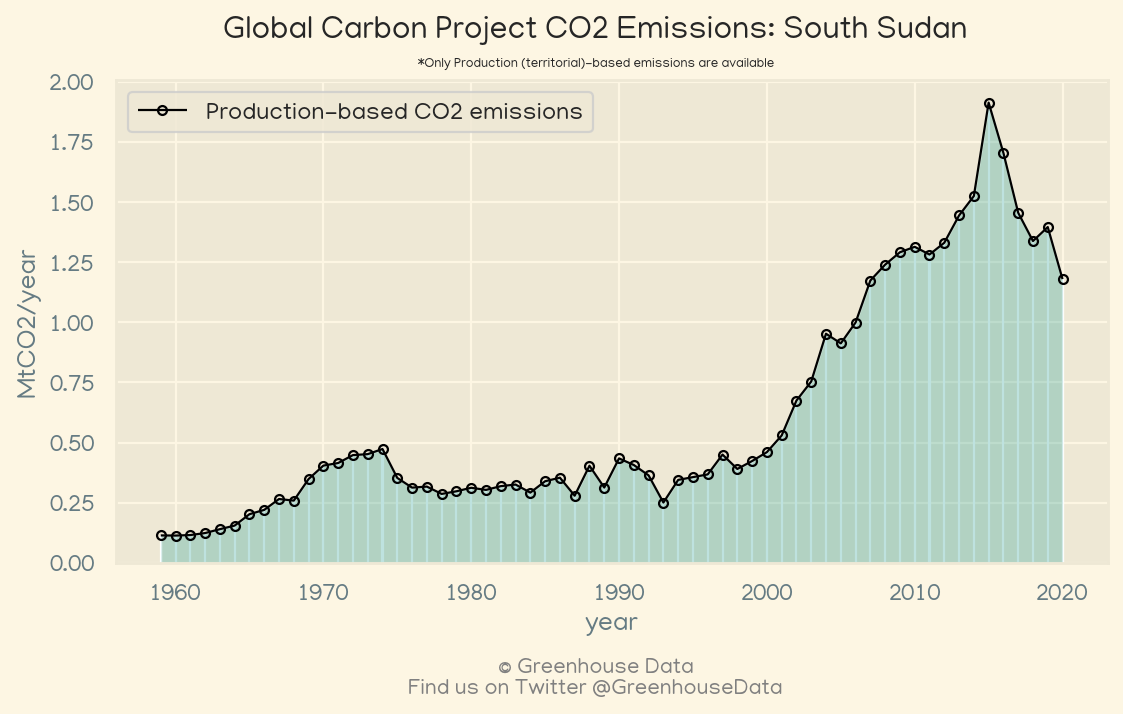 Global Carbon Project CO2 Emissions: South Sudan
*Only Production (territorial)-based emissions are available
Production-based CO2 emissions
2.00
1.75
1.50
1.25
1.00
0.75
0.50
0.25
0.00
MtCO2/year
1960 1970 1980 1990 2000 2010 2020
year
© Greenhouse Data
Find us on Twitter @GreenhouseData